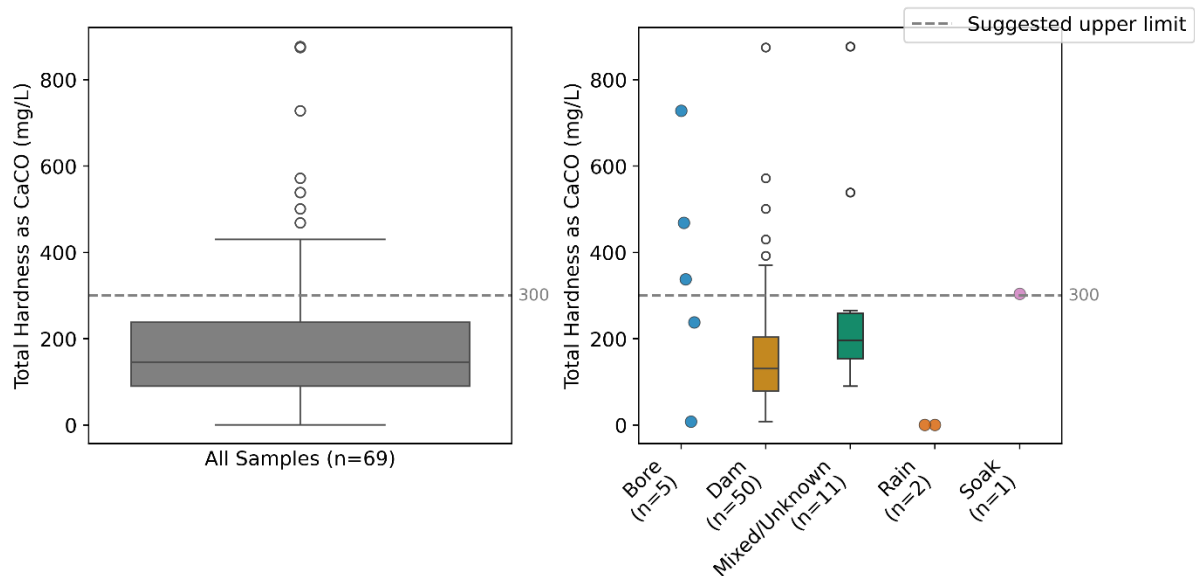 Suggested upper limit
Total Hardness as CaCO (mg/L)
800
600
400
200
0
300
All Samples (n=69)
Total Hardness as CaCO (mg/L)
800
600
400
200
0
300
Bore
(n=5)
Dam
(n=50)
Mixed/Unknown
(n=11)
Rain
(n=2)
Soak
(n=1)